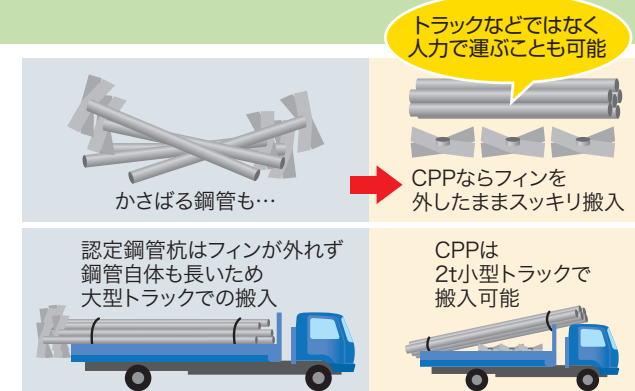 トラックなどではなく
人力で運ぶことも可能
かさばる鋼管も…
CPPならフィンを
外したままスッキリ搬入
認定鋼管杭はフィンが外れず
鋼管自体も長いため
大型トラックでの搬入
CPPは
2t小型トラックで
搬入可能